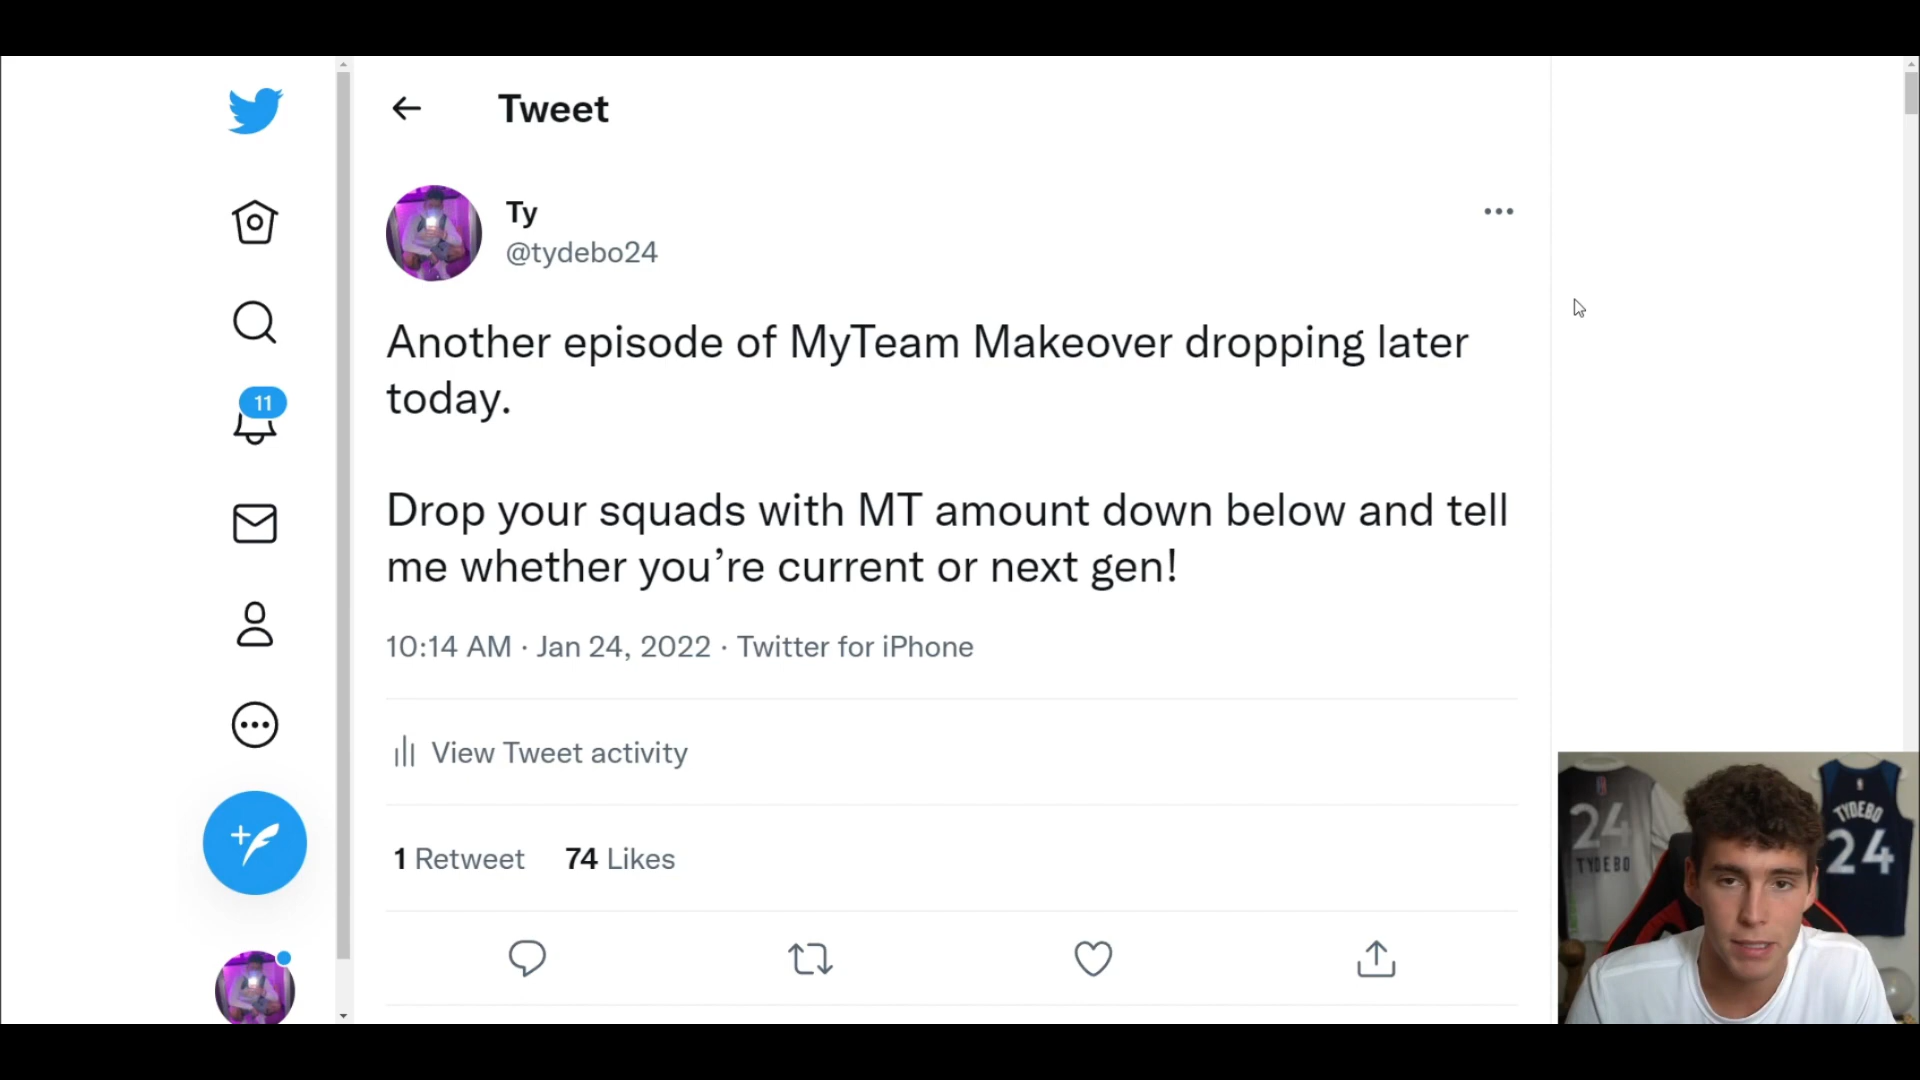 Tweet
Ty
@tydebo24
Another episode of MyTeam Makeover dropping later
today.
Drop your squads with MT amount down below and tell
me whether you’re current or next gen!
10:14 AM · Jan 24, 2022 · Twitter for iPhone
View Tweet activity
1 Retweet 74 Likes
11
24
TYDEBO
TYDEBO
24